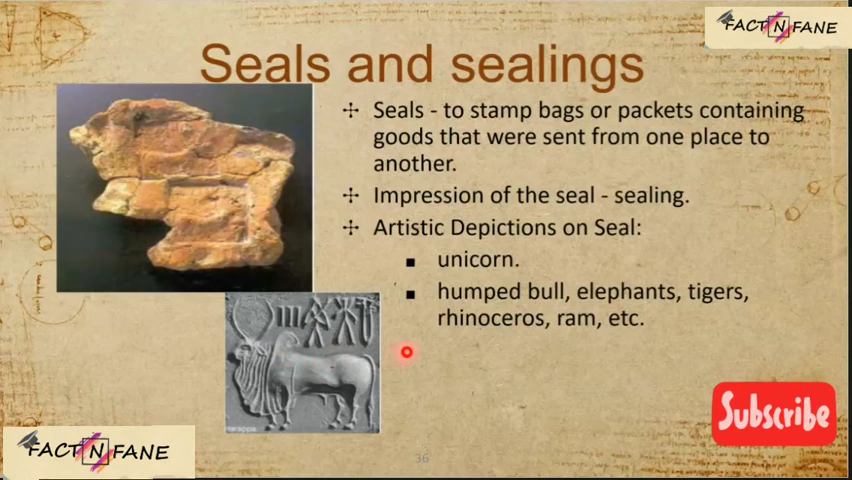 FACT N FANE
Seals and sealings
Seals - to stamp bags or packets containing
goods that were sent from one place to
another.
Impression of the seal - sealing.
Artistic Depictions on Seal:
unicorn.
humped bull, elephants, tigers,
rhinoceros, ram, etc.
Harappa
Subscribe
FACT N FANE
36